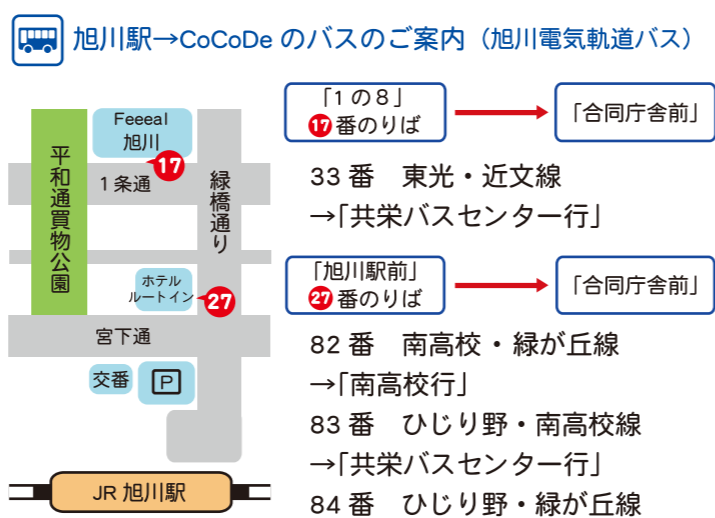 旭川駅→CoCoDe のバスのご案内（旭川電気軌道バス）
Feeeal
旭川
17
1条通
平和通買物公園
緑橋通り
ホテル
ルートイン
27
宮下通
交番
P
JR 旭川駅
「1の8」
17番のりば
「合同庁舎前」
33番　東光・近文線
→「共栄バスセンター行」
「旭川駅前」
27番のりば
「合同庁舎前」
82番　南高校・緑が丘線
→「南高校行」
83番　ひじり野・南高校線
→「共栄バスセンター行」
84番　ひじり野・緑が丘線